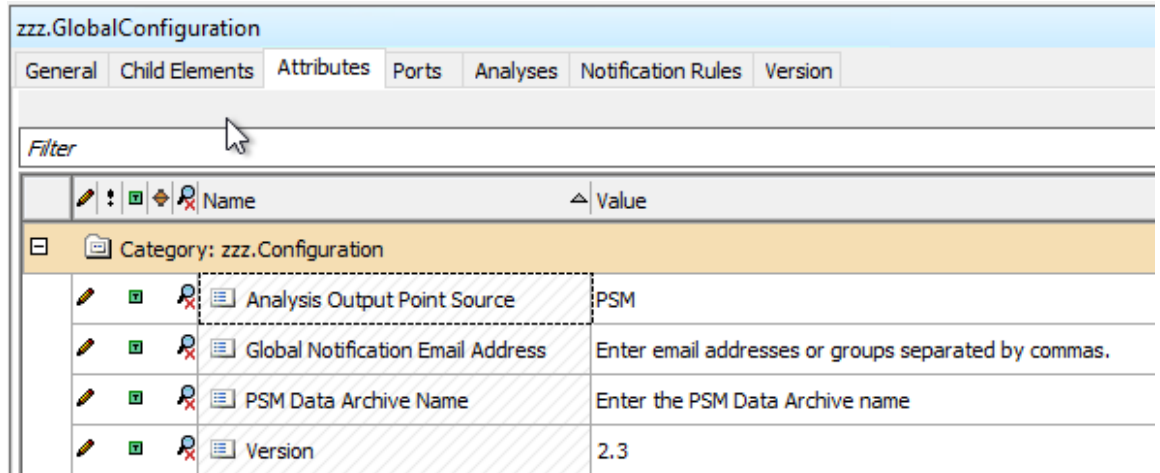 zzz.GlobalConfiguration
General Child Elements Attributes Ports Analyses Notification Rules Version
Filter
Name Value
Category: zzz.Configuration
Analysis Output Point Source PSM
Global Notification Email Address Enter email addresses or groups separated by commas.
PSM Data Archive Name Enter the PSM Data Archive name
Version 2.3